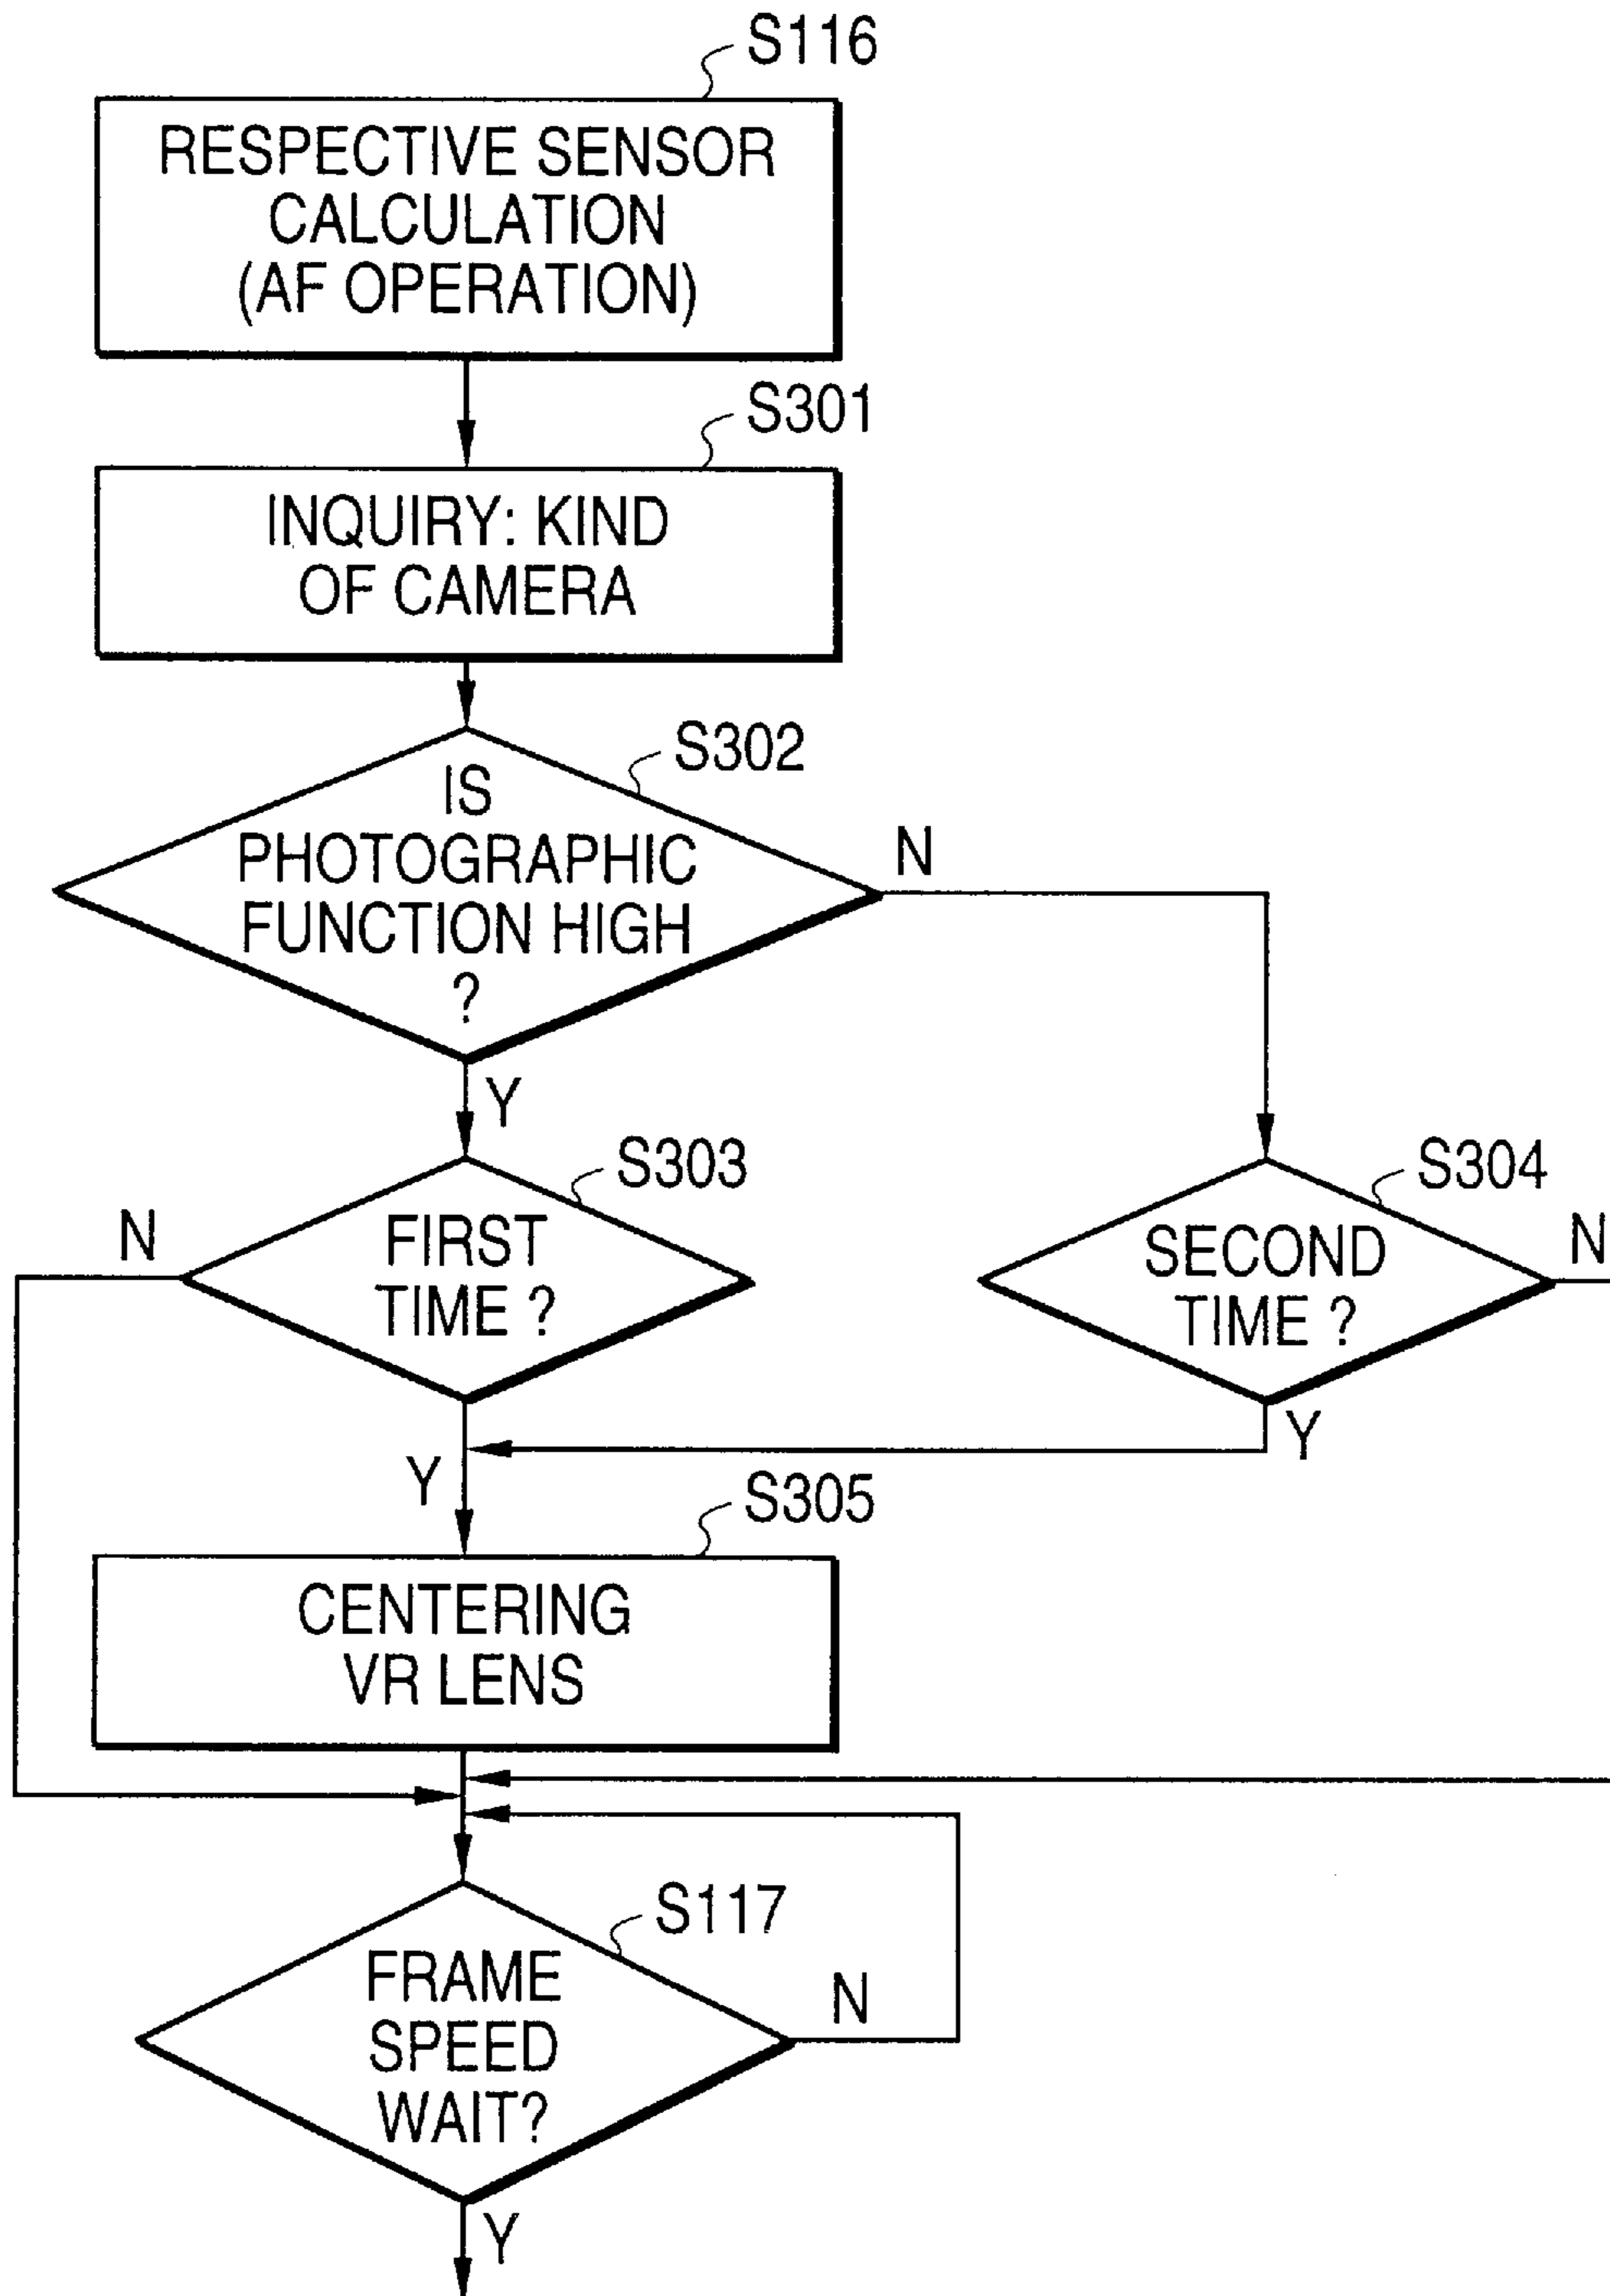 S116
RESPECTIVE SENSOR
CALCULATION
(AF OPERATION)
S301
INQUIRY: KIND
OF CAMERA
S302
IS
PHOTOGRAPHIC
FUNCTION HIGH
?
N
Y
S303
FIRST
TIME ?
N
Y
S304
SECOND
TIME ?
N
Y
S305
CENTERING
VR LENS
S117
FRAME
SPEED
WAIT?
N
Y